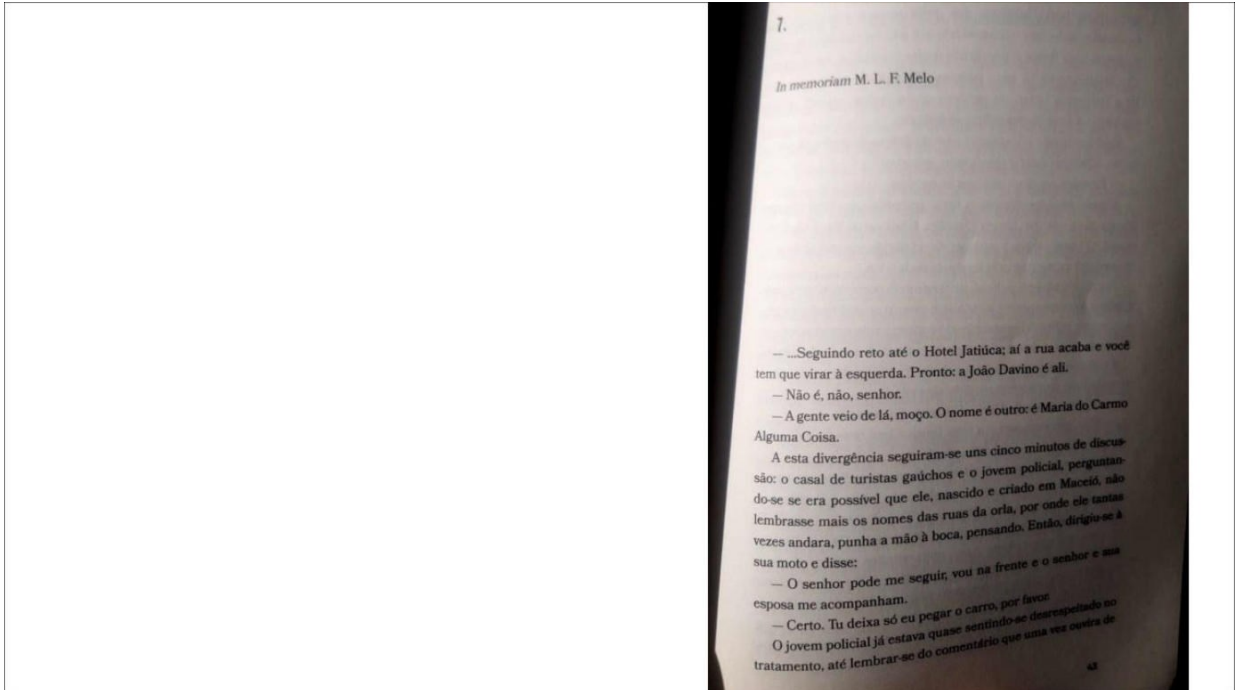 7.
In memoriam M. L. F. Melo
— ...Seguindo reto até o Hotel Jatiúca; aí a rua acaba e você
tem que virar à esquerda. Pronto: a João Davino é ali.
— Não é, não, senhor.
— A gente veio de lá, moço. O nome é outro: é Maria do Carmo
Alguma Coisa.
A esta divergência seguiram-se uns cinco minutos de discus-
são: o casal de turistas gaúchos e o jovem policial, perguntan-
do-se se era possível que ele, nascido e criado em Maceió, não
lembrasse mais os nomes das ruas da orla, por onde ele tantas
vezes andara, punha a mão à boca, pensando. Então, dirigiu-se à
sua moto e disse:
— O senhor pode me seguir, vou na frente e o senhor e sua
esposa me acompanham.
— Certo. Tu deixa só eu pegar o carro, por favor.
O jovem policial já estava quase sentindo-se desrespeitado no
tratamento, até lembrar-se do comentário que uma vez ouvira de